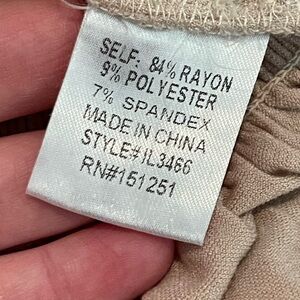 SELF: 84% RAYON
9% POLYESTER
7% SPANDEX
MADE IN CHINA
STYLE#IL3466
RN#151251